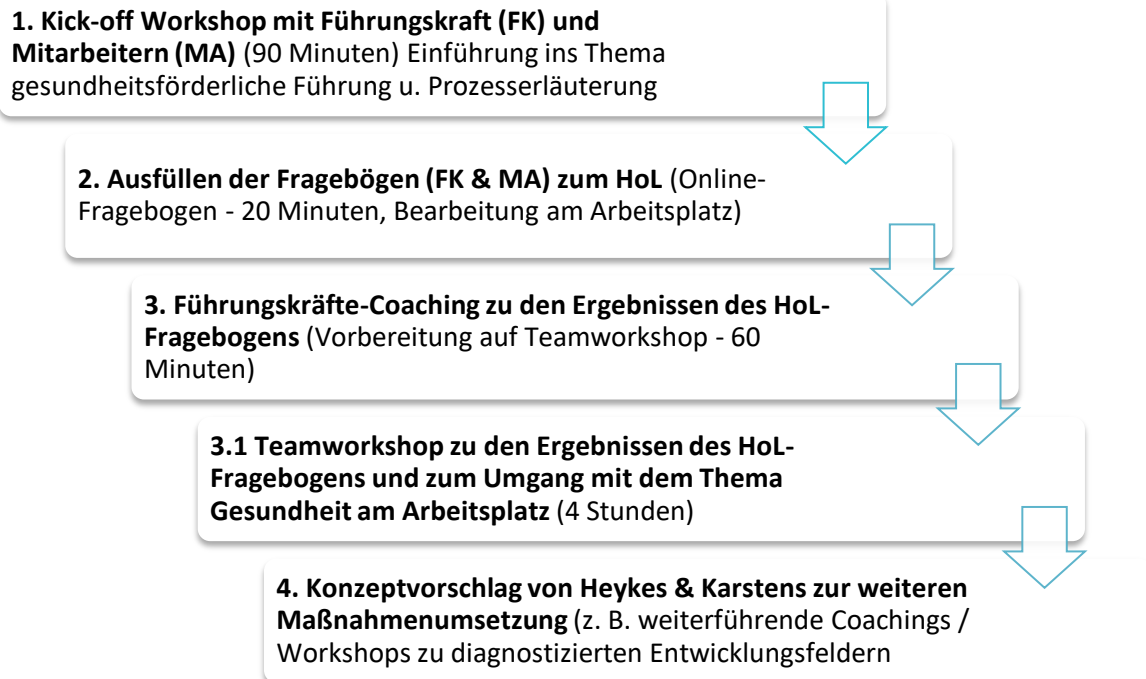 1. Kick-off Workshop mit Führungskraft (FK) und
Mitarbeitern (MA) (90 Minuten) Einführung ins Thema
gesundheitsförderliche Führung u. Prozesserläuterung
2. Ausfüllen der Fragebögen (FK & MA) zum HoL (Online-
Fragebogen - 20 Minuten, Bearbeitung am Arbeitsplatz)
3. Führungskräfte-Coaching zu den Ergebnissen des HoL-
Fragebogens (Vorbereitung auf Teamworkshop - 60
Minuten)
3.1 Teamworkshop zu den Ergebnissen des HoL-
Fragebogens und zum Umgang mit dem Thema
Gesundheit am Arbeitsplatz (4 Stunden)
4. Konzeptvorschlag von Heykes & Karstens zur weiteren
Maßnahmenumsetzung (z. B. weiterführende Coachings /
Workshops zu diagnostizierten Entwicklungsfeldern